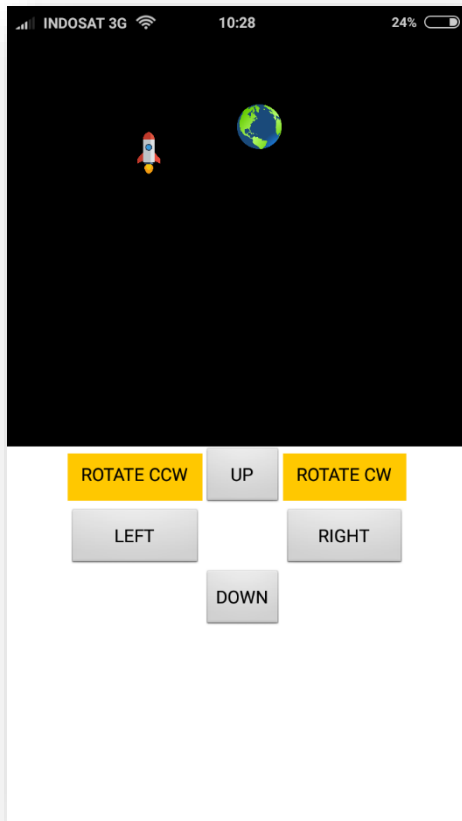 INDOSAT 3G 10:28 24%
ROTATE CCW UP ROTATE CW
LEFT RIGHT
DOWN